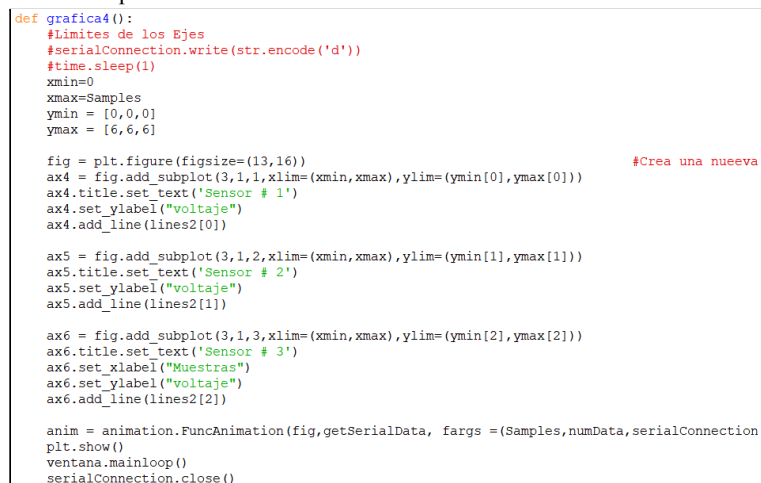 def grafica4():
    #Limites de los Ejes
    #serialConnection.write(str.encode('d'))
    #time.sleep(1)
    xmin=0
    xmax=Samples
    ymin = [0,0,0]
    ymax = [6,6,6]
    fig = plt.figure(figsize=(13,16)) #Crea una nueeva
    ax4 = fig.add_subplot(3,1,1,xlim=(xmin,xmax),ylim=(ymin[0],ymax[0]))
    ax4.title.set_text('Sensor # 1')
    ax4.set_ylabel("voltaje")
    ax4.add_line(lines2[0])
    ax5 = fig.add_subplot(3,1,2,xlim=(xmin,xmax),ylim=(ymin[1],ymax[1]))
    ax5.title.set_text('Sensor # 2')
    ax5.set_ylabel("voltaje")
    ax5.add_line(lines2[1])
    ax6 = fig.add_subplot(3,1,3,xlim=(xmin,xmax),ylim=(ymin[2],ymax[2]))
    ax6.title.set_text('Sensor # 3')
    ax6.set_xlabel("Muestras")
    ax6.set_ylabel("voltaje")
    ax6.add_line(lines2[2])
    anim = animation.FuncAnimation(fig,getSerialData, fargs =(Samples,numData,serialConnection
    plt.show()
    ventana.mainloop()
    serialConnection.close()